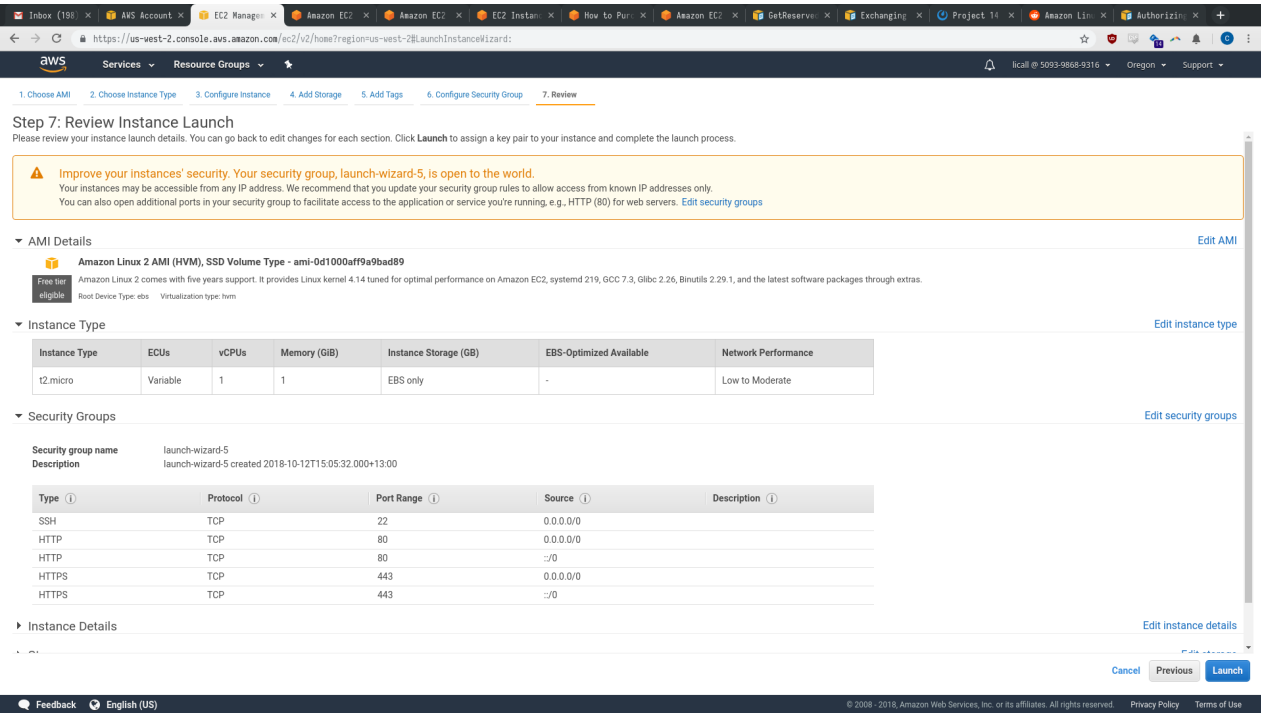 Inbox (198)
AWS Account
EC2 Manager
Amazon EC2
Amazon EC2
EC2 Instanc
How to Purc
Amazon EC2
GetReserved
Exchanging
Project 14
Amazon Linu
Authorizing
https://us-west-2.console.aws.amazon.com/ec2/v2/home?region=us-west-2#LaunchInstanceWizard:
14
C
aws
Services
Resource Groups
licall @ 5093-9868-9316
Oregon
Support
1. Choose AMI
2. Choose Instance Type
3. Configure Instance
4. Add Storage
5. Add Tags
6. Configure Security Group
7. Review
Step 7: Review Instance Launch
Please review your instance launch details. You can go back to edit changes for each section. Click Launch to assign a key pair to your instance and complete the launch process.
Improve your instances' security. Your security group, launch-wizard-5, is open to the world.
Your instances may be accessible from any IP address. We recommend that you update your security group rules to allow access from known IP addresses only.
You can also open additional ports in your security group to facilitate access to the application or service you're running, e.g., HTTP (80) for web servers. Edit security groups
AMI Details
Edit AMI
Amazon Linux 2 AMI (HVM), SSD Volume Type - ami-0d1000aff9a9bad89
Free tier eligible
Amazon Linux 2 comes with five years support. It provides Linux kernel 4.14 tuned for optimal performance on Amazon EC2, systemd 219, GCC 7.3, Glibc 2.26, Binutils 2.29.1, and the latest software packages through extras.
Root Device Type: ebs Virtualization type: hvm
Instance Type
Edit instance type
Instance Type ECUs vCPUs Memory (GiB) Instance Storage (GB) EBS-Optimized Available Network Performance
t2.micro Variable 1 1 EBS only - Low to Moderate
Security Groups
Edit security groups
Security group name launch-wizard-5
Description launch-wizard-5 created 2018-10-12T15:05:32.000+13:00
Type Protocol Port Range Source Description
SSH TCP 22 0.0.0.0/0
HTTP TCP 80 0.0.0.0/0
HTTP TCP 80 ::/0
HTTPS TCP 443 0.0.0.0/0
HTTPS TCP 443 ::/0
Instance Details
Edit instance details
Cancel
Previous
Launch
Feedback
English (US)
© 2008 - 2018, Amazon Web Services, Inc. or its affiliates. All rights reserved.
Privacy Policy
Terms of Use